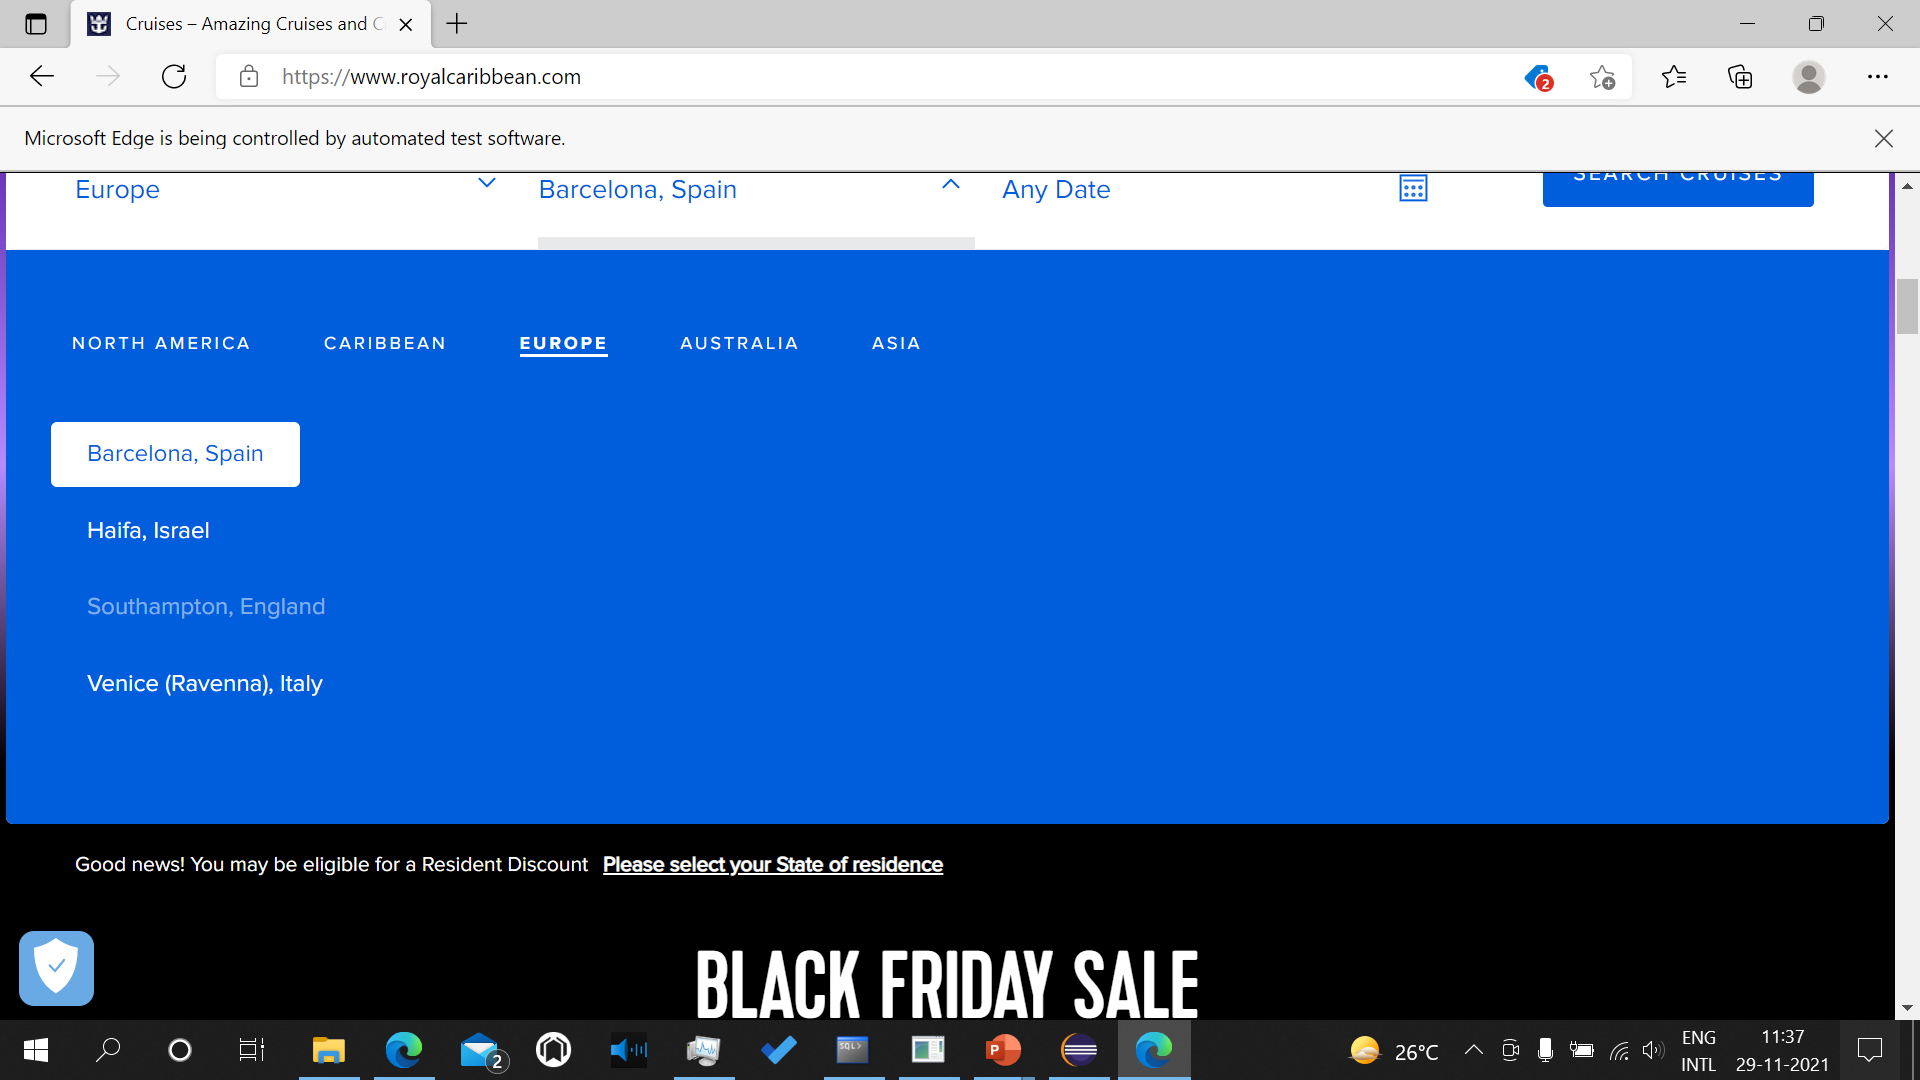 Cruises – Amazing Cruises and C
https://www.royalcaribbean.com
2
Microsoft Edge is being controlled by automated test software.
Europe
Barcelona, Spain
Any Date
SEARCH CRUISES
NORTH AMERICA CARIBBEAN EUROPE AUSTRALIA ASIA
Barcelona, Spain
Haifa, Israel
Southampton, England
Venice (Ravenna), Italy
Good news! You may be eligible for a Resident Discount Please select your State of residence
BLACK FRIDAY SALE
2
SQL>
P
26°C
ENG
INTL
11:37
29-11-2021